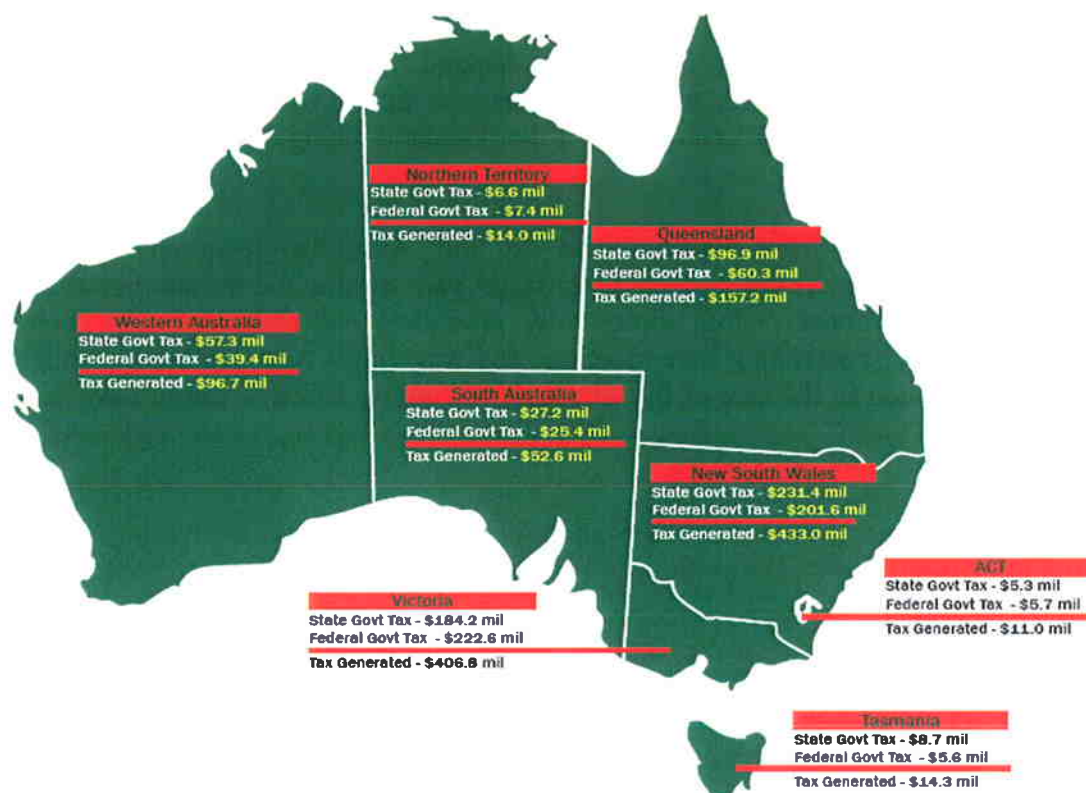 Northern Territory
State Govt Tax - $6.6 mil
Federal Govt Tax - $7.4 mil
Tax Generated - $14.0 mil
Queensland
State Govt Tax - $96.9 mil
Federal Govt Tax - $60.3 mil
Tax Generated - $157.2 mil
Western Australia
State Govt Tax - $57.3 mil
Federal Govt Tax - $39.4 mil
Tax Generated - $96.7 mil
South Australia
State Govt Tax - $27.2 mil
Federal Govt Tax - $25.4 mil
Tax Generated - $52.6 mil
New South Wales
State Govt Tax - $231.4 mil
Federal Govt Tax - $201.6 mil
Tax Generated - $433.0 mil
ACT
State Govt Tax - $5.3 mil
Federal Govt Tax - $5.7 mil
Tax Generated - $11.0 mil
Victoria
State Govt Tax - $184.2 mil
Federal Govt Tax - $222.6 mil
Tax Generated - $406.8 mil
Tasmania
State Govt Tax - $8.7 mil
Federal Govt Tax - $5.6 mil
Tax Generated - $14.3 mil